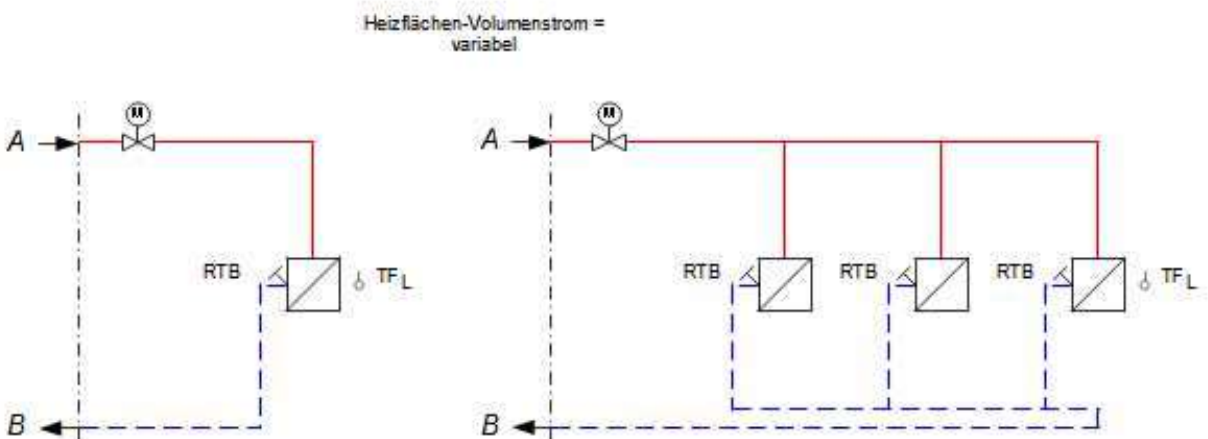 Heizflächen-Volumenstrom =
variabel
M
M
A
A
RTB
TF L
RTB
RTB
RTB
TF L
B
B